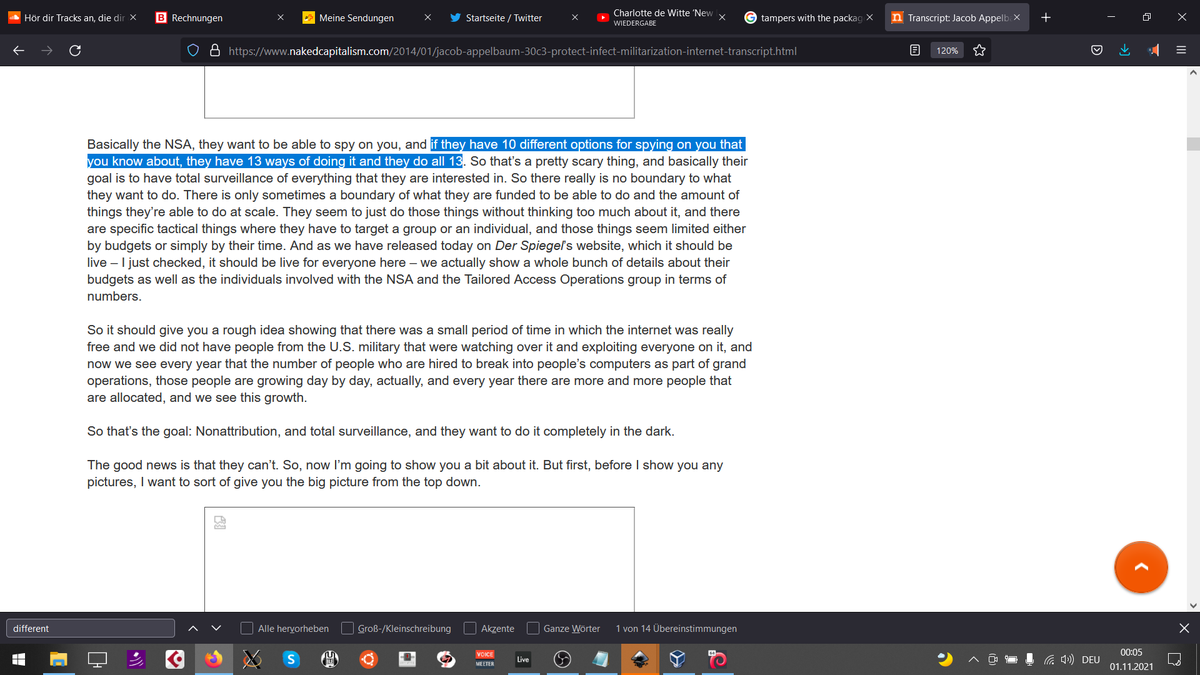 Hör dir Tracks an, die dir
B Rechnungen
Meine Sendungen
Startseite / Twitter
Charlotte de Witte 'New
WIEDERGABE
tampers with the packag
n Transcript: Jacob Appelba
https://www.nakedcapitalism.com/2014/01/jacob-appelbaum-30c3-protect-infect-militarization-internet-transcript.html
120%
Basically the NSA, they want to be able to spy on you, and if they have 10 different options for spying on you that
you know about, they have 13 ways of doing it and they do all 13. So that's a pretty scary thing, and basically their
goal is to have total surveillance of everything that they are interested in. So there really is no boundary to what
they want to do. There is only sometimes a boundary of what they are funded to be able to do and the amount of
things they're able to do at scale. They seem to just do those things without thinking too much about it, and there
are specific tactical things where they have to target a group or an individual, and those things seem limited either
by budgets or simply by their time. And as we have released today on Der Spiegel's website, which it should be
live – I just checked, it should be live for everyone here – we actually show a whole bunch of details about their
budgets as well as the individuals involved with the NSA and the Tailored Access Operations group in terms of
numbers.
So it should give you a rough idea showing that there was a small period of time in which the internet was really
free and we did not have people from the U.S. military that were watching over it and exploiting everyone on it, and
now we see every year that the number of people who are hired to break into people's computers as part of grand
operations, those people are growing day by day, actually, and every year there are more and more people that
are allocated, and we see this growth.
So that's the goal: Nonattribution, and total surveillance, and they want to do it completely in the dark.
The good news is that they can't. So, now I'm going to show you a bit about it. But first, before I show you any
pictures, I want to sort of give you the big picture from the top down.
different
Alle hervorheben
Groß-/Kleinschreibung
Akzente
Ganze Wörter
1 von 14 Übereinstimmungen
VOICE
MEETER
Live
DEU
00:05
01.11.2021